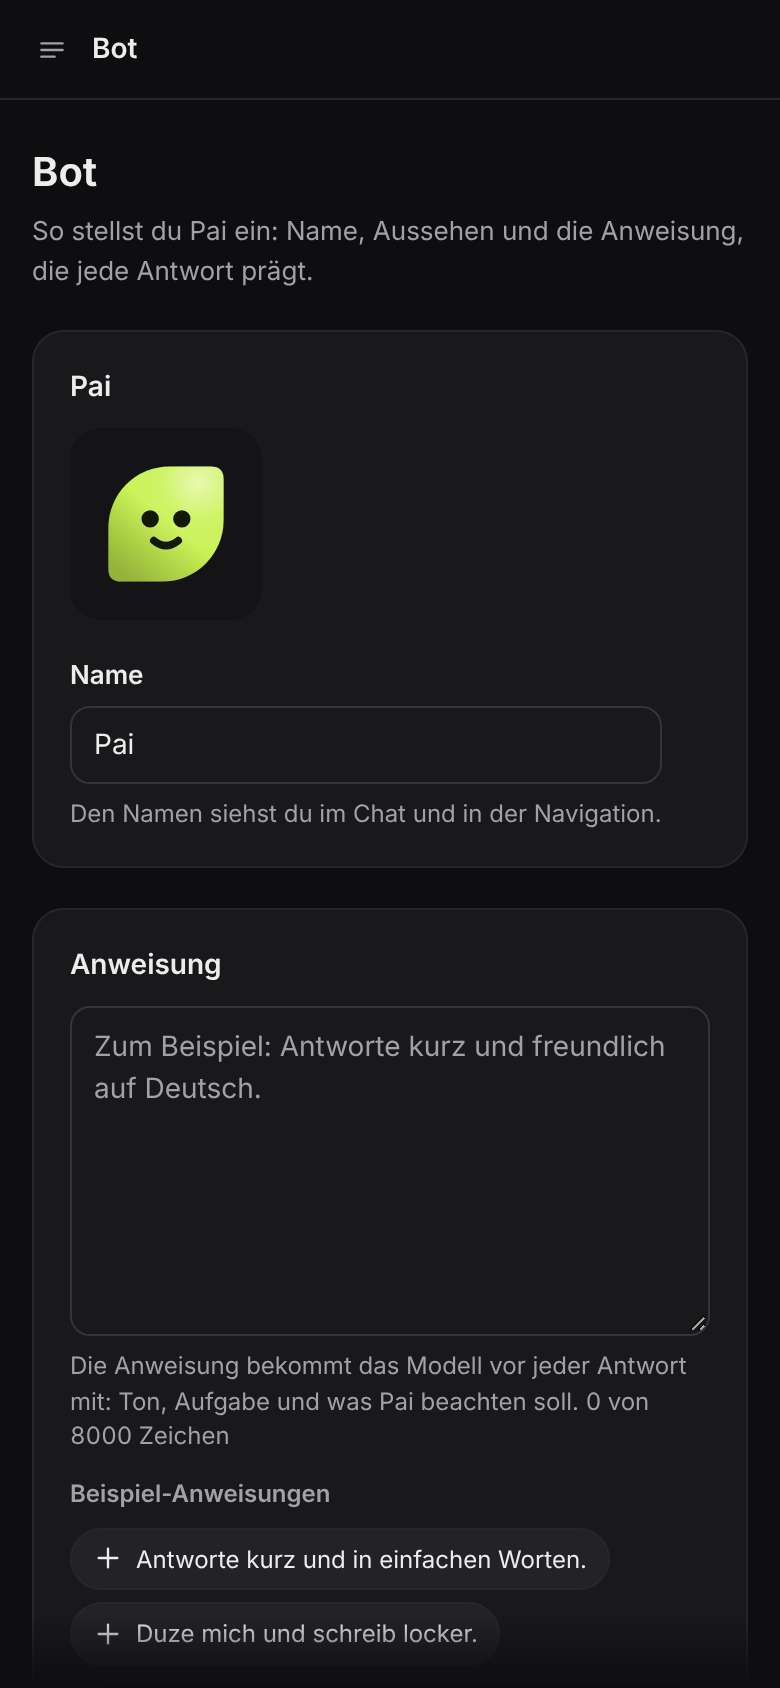 Bot
Bot
So stellst du Pai ein: Name, Aussehen und die Anweisung,
die jede Antwort prägt.
Pai
Name
Pai
Den Namen siehst du im Chat und in der Navigation.
Anweisung
Zum Beispiel: Antworte kurz und freundlich
auf Deutsch.
Die Anweisung bekommt das Modell vor jeder Antwort
mit: Ton, Aufgabe und was Pai beachten soll. 0 von
8000 Zeichen
Beispiel-Anweisungen
Antworte kurz und in einfachen Worten.
Duze mich und schreib locker.